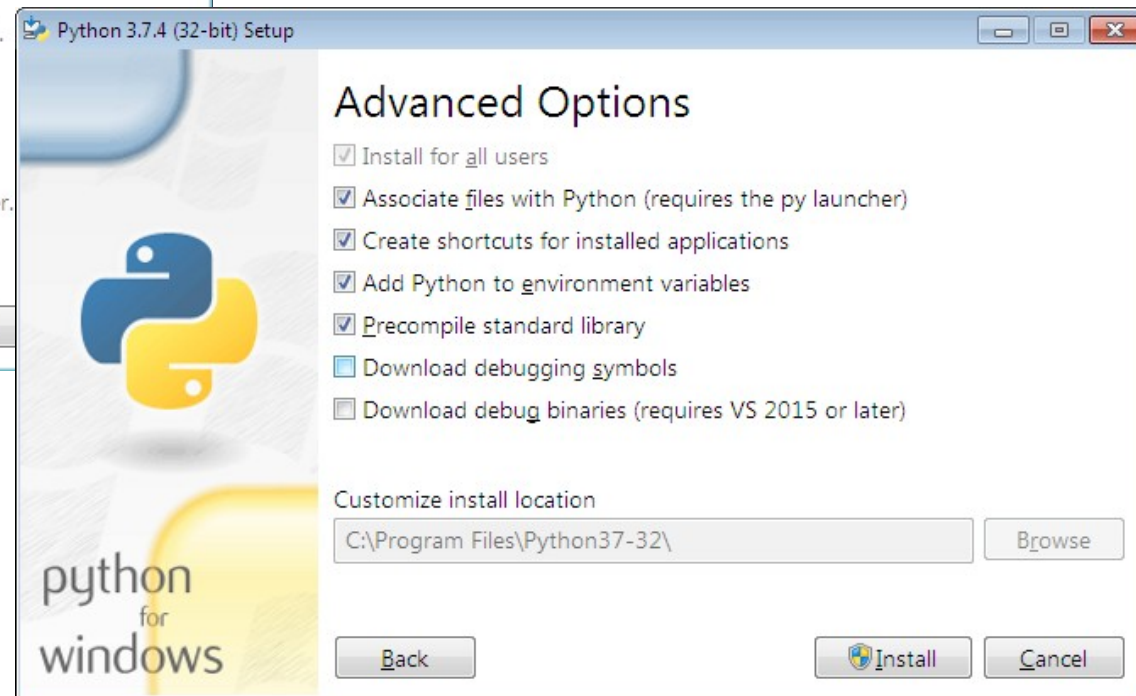 Python 3.7.4 (32-bit) Setup
Advanced Options
Install for all users
Associate files with Python (requires the py launcher)
Create shortcuts for installed applications
Add Python to environment variables
Precompile standard library
Download debugging symbols
Download debug binaries (requires VS 2015 or later)
Customize install location
C:\Program Files\Python37-32\
Browse
python
for
windows
Back
Install
Cancel